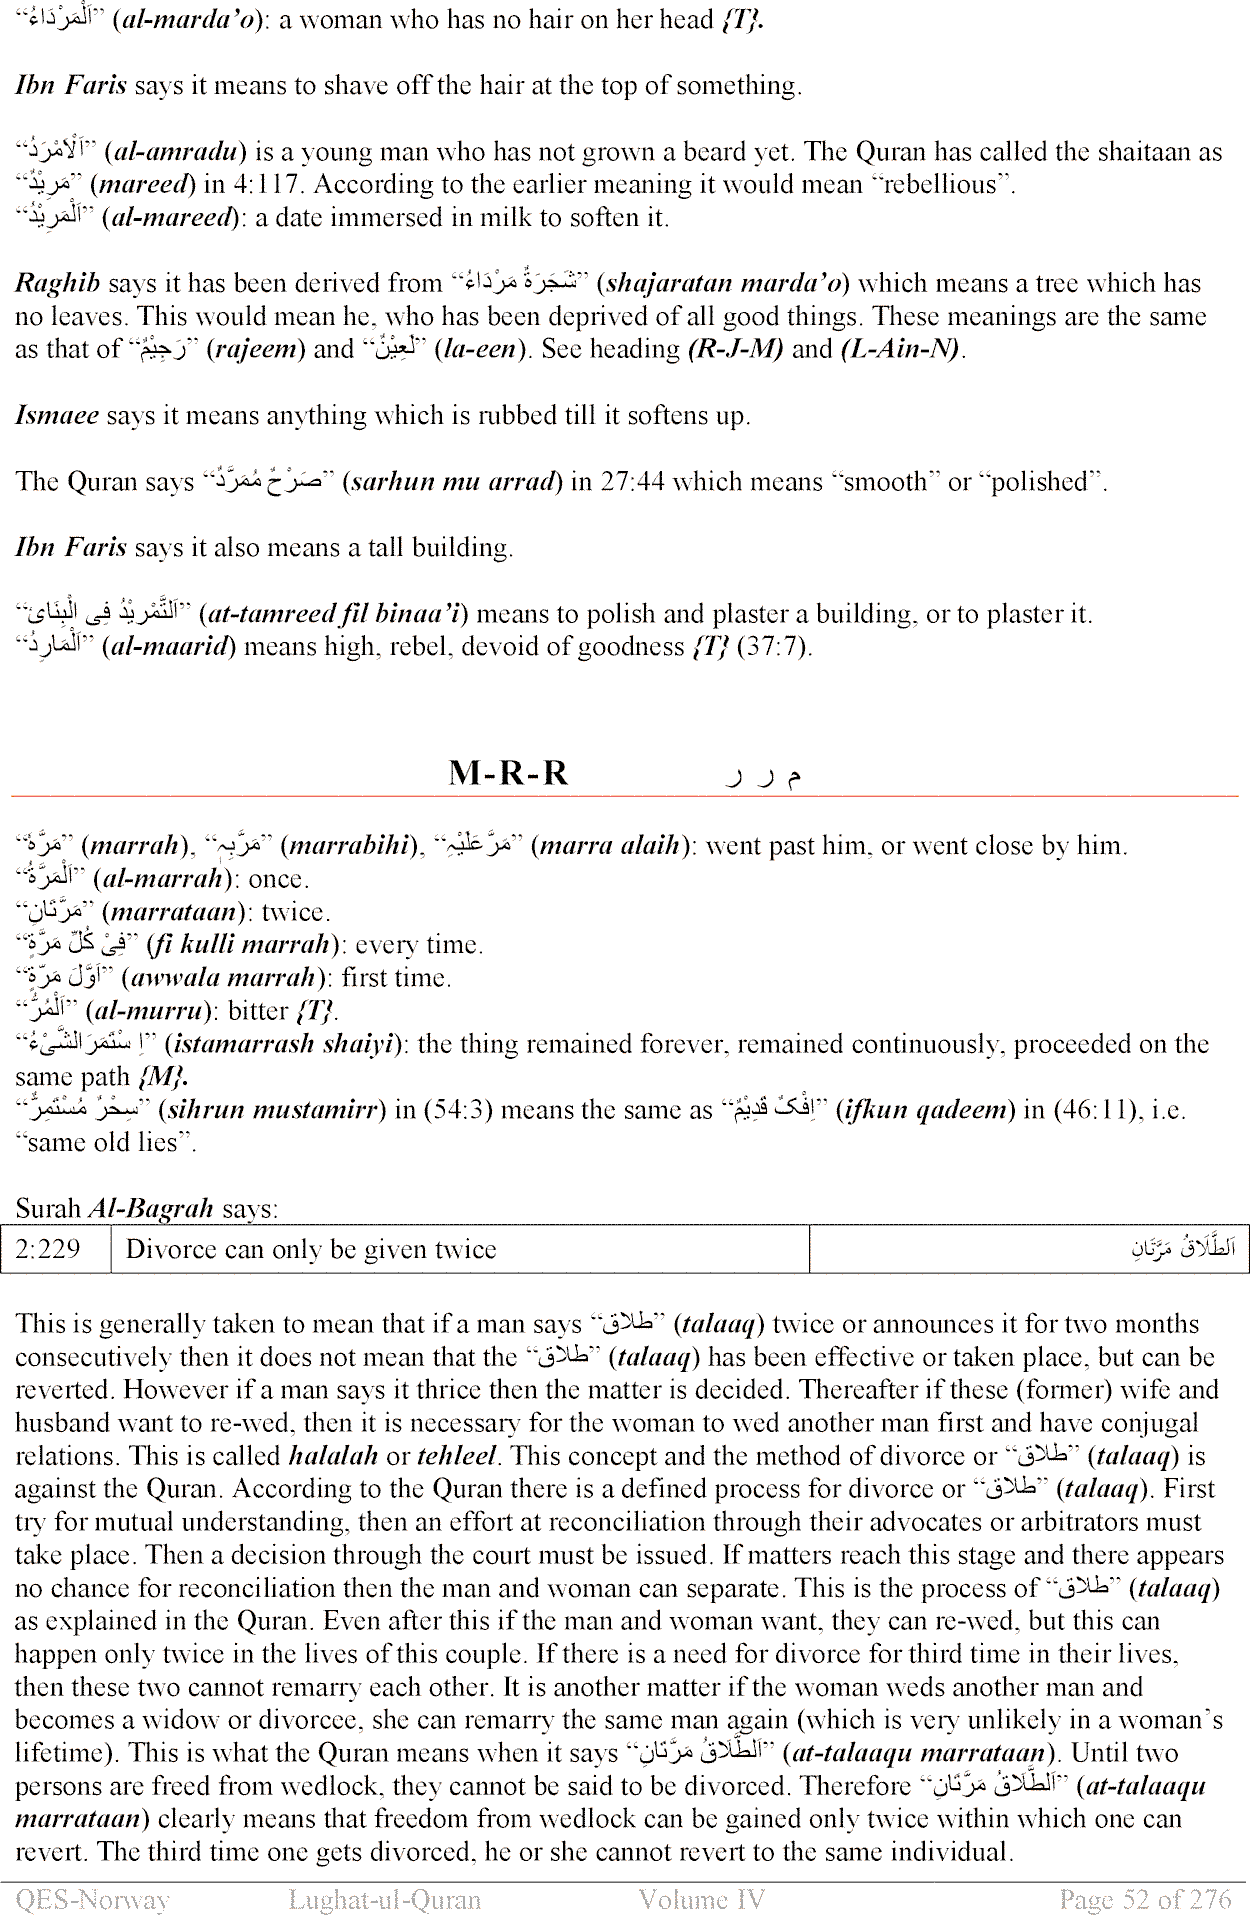 “اَلْمَرْدَاءُ” (al-marda’o): a woman who has no hair on her head {T}.
Ibn Faris says it means to shave off the hair at the top of something.
“اَلْاَمْرَدُ” (al-amradu) is a young man who has not grown a beard yet. The Quran has called the shaitaan as
“مَرِيْدٌ” (mareed) in 4:117. According to the earlier meaning it would mean “rebellious”.
“اَلْمَرِيْدُ” (al-mareed): a date immersed in milk to soften it.
Raghib says it has been derived from “شَجَرَةٌ مَرْدَاءُ” (shajaratan marda’o) which means a tree which has
no leaves. This would mean he, who has been deprived of all good things. These meanings are the same
as that of “رَجِيْمٌ” (rajeem) and “لَعِيْنٌ” (la-een). See heading (R-J-M) and (L-Ain-N).
Ismaee says it means anything which is rubbed till it softens up.
The Quran says “صَرْحٌ مُمَرَّدٌ” (sarhun mu arrad) in 27:44 which means “smooth” or “polished”.
Ibn Faris says it also means a tall building.
“اَلتَّمْرِيْدُ فِی الْبِنَائِ” (at-tamreed fil binaa’i) means to polish and plaster a building, or to plaster it.
“اَلْمَارِدُ” (al-maarid) means high, rebel, devoid of goodness {T} (37:7).
M-R-R م ر ر
“مَرَّهٗ” (marrah), “مَرَّبِہٖ” (marrabihi), “مَرَّ عَلَيْہِ” (marra alaih): went past him, or went close by him.
“اَلْمَرَّةُ” (al-marrah): once.
“مَرَّتَانِ” (marrataan): twice.
“فِیْ کُلِّ مَرَّةٍ” (fi kulli marrah): every time.
“اَوَّلَ مَرَّةٍ” (awwala marrah): first time.
“اَلْمُرُّ” (al-murru): bitter {T}.
“اِسْتَمَرَ الشَّیْءُ” (istamarrash shaiyi): the thing remained forever, remained continuously, proceeded on the
same path {M}.
“سِحْرٌ مُسْتَمِرٌّ” (sihrun mustamirr) in (54:3) means the same as “اِفْکٌ قَدِيْمٌ” (ifkun qadeem) in (46:11), i.e.
“same old lies”.
Surah Al-Bagrah says:
2:229 Divorce can only be given twice اَلطَّلَاقُ مَرَّتَانِ
This is generally taken to mean that if a man says “طلاق” (talaaq) twice or announces it for two months
consecutively then it does not mean that the “طلاق” (talaaq) has been effective or taken place, but can be
reverted. However if a man says it thrice then the matter is decided. Thereafter if these (former) wife and
husband want to re-wed, then it is necessary for the woman to wed another man first and have conjugal
relations. This is called halalah or tehleel. This concept and the method of divorce or “طلاق” (talaaq) is
against the Quran. According to the Quran there is a defined process for divorce or “طلاق” (talaaq). First
try for mutual understanding, then an effort at reconciliation through their advocates or arbitrators must
take place. Then a decision through the court must be issued. If matters reach this stage and there appears
no chance for reconciliation then the man and woman can separate. This is the process of “طلاق” (talaaq)
as explained in the Quran. Even after this if the man and woman want, they can re-wed, but this can
happen only twice in the lives of this couple. If there is a need for divorce for third time in their lives,
then these two cannot remarry each other. It is another matter if the woman weds another man and
becomes a widow or divorcee, she can remarry the same man again (which is very unlikely in a woman’s
lifetime). This is what the Quran means when it says “اَلطَّلَاقُ مَرَّتَانِ” (at-talaaqu marrataan). Until two
persons are freed from wedlock, they cannot be said to be divorced. Therefore “اَلطَّلَاقُ مَرَّتَانِ” (at-talaaqu
marrataan) clearly means that freedom from wedlock can be gained only twice within which one can
revert. The third time one gets divorced, he or she cannot revert to the same individual.
QES-Norway Lughat-ul-Quran Volume IV Page 52 of 276